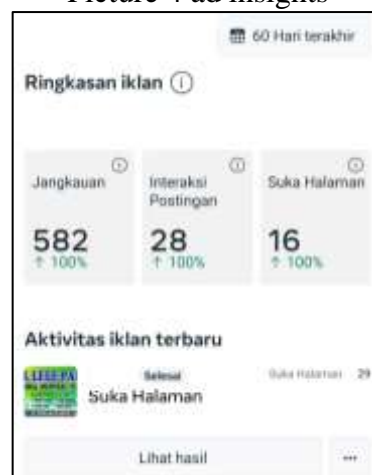 Picture 4 ad insights
60 Hari terakhir
Ringkasan iklan
Jangkauan
582
↑ 100%
Interaksi
Postingan
28
↑ 100%
Suka Halaman
16
↑ 100%
Aktivitas iklan terbaru
Selesai
Suka Halaman
Suka Halaman 29
Lihat hasil
...